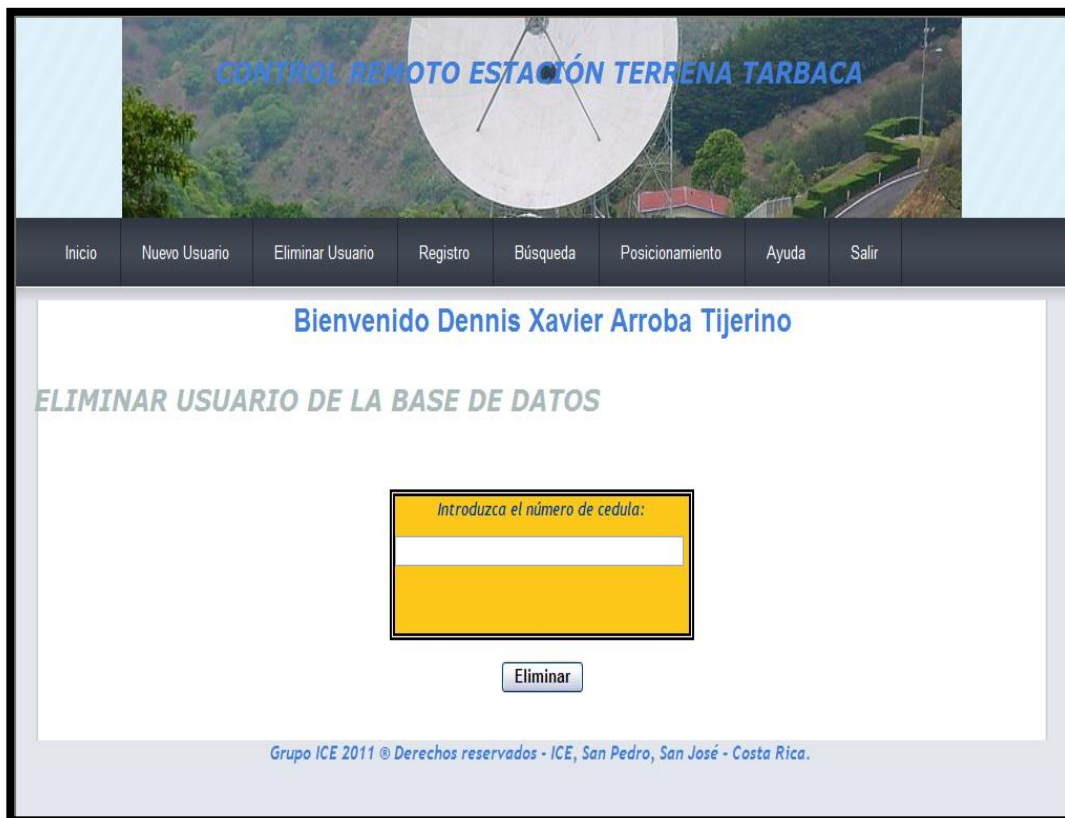 CONTROL REMOTO ESTACIÓN TERRENA TARBACA
Inicio Nuevo Usuario Eliminar Usuario Registro Búsqueda Posicionamiento Ayuda Salir
Bienvenido Dennis Xavier Arroba Tijerino
ELIMINAR USUARIO DE LA BASE DE DATOS
Introduzca el número de cedula:
Eliminar
Grupo ICE 2011 ® Derechos reservados - ICE, San Pedro, San José - Costa Rica.